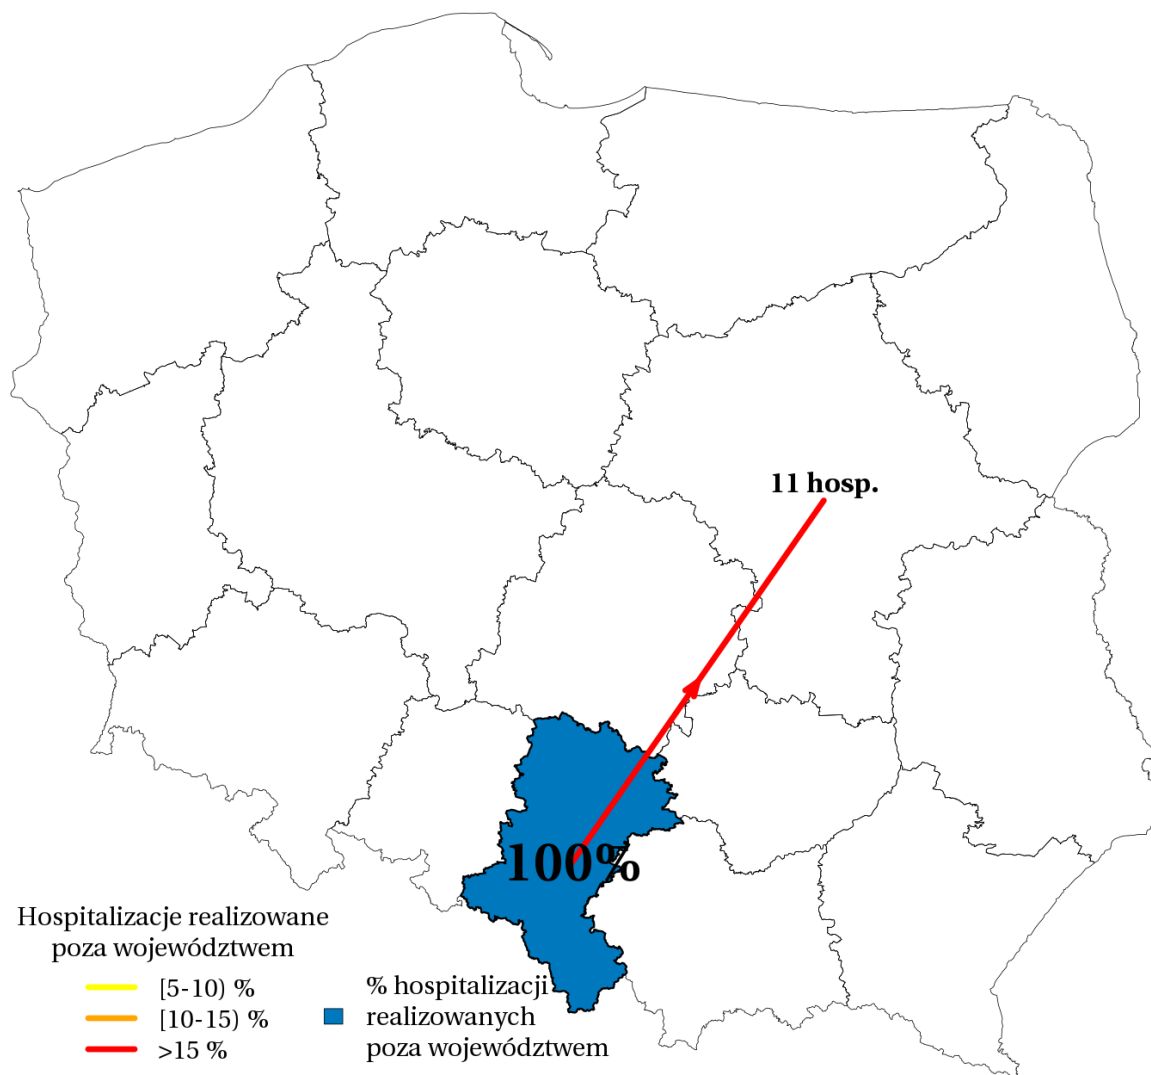 11 hosp.
100%
Hospitalizacje realizowane
poza województwem
[5-10) %
[10-15) %
>15 %
% hospitalizacji
realizowanych
poza województwem